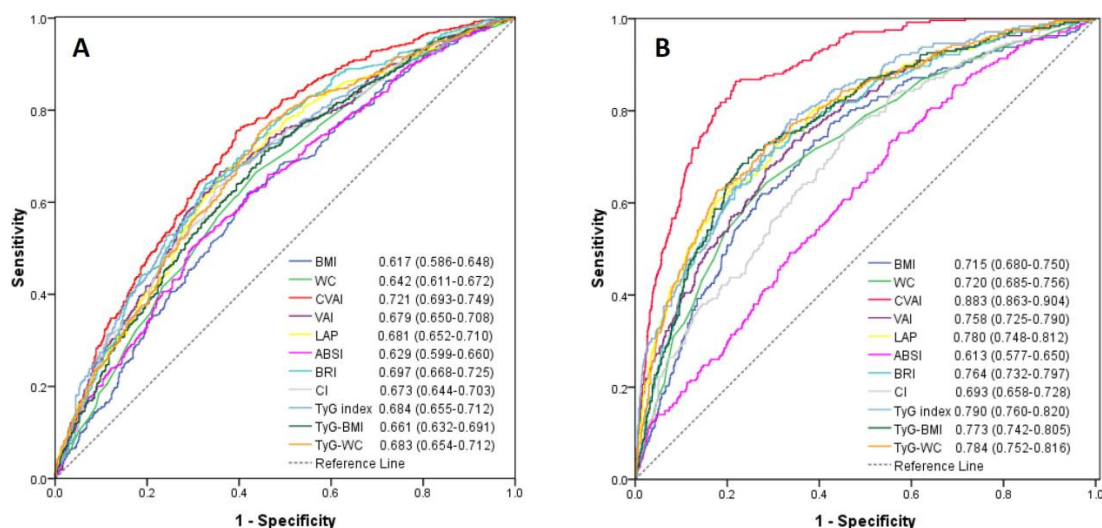 A
Sensitivity
1.0
0.8
0.6
0.4
0.2
0.0
BMI 0.617 (0.586-0.648)
WC 0.642 (0.611-0.672)
CVAI 0.721 (0.693-0.749)
VAI 0.679 (0.650-0.708)
LAP 0.681 (0.652-0.710)
ABSI 0.629 (0.599-0.660)
BRI 0.697 (0.668-0.725)
CI 0.673 (0.644-0.703)
TyG index 0.684 (0.655-0.712)
TyG-BMI 0.661 (0.632-0.691)
TyG-WC 0.683 (0.654-0.712)
Reference Line
0.0 0.2 0.4 0.6 0.8 1.0
1 - Specificity
B
Sensitivity
1.0
0.8
0.6
0.4
0.2
0.0
BMI 0.715 (0.680-0.750)
WC 0.720 (0.685-0.756)
CVAI 0.883 (0.863-0.904)
VAI 0.758 (0.725-0.790)
LAP 0.780 (0.748-0.812)
ABSI 0.613 (0.577-0.650)
BRI 0.764 (0.732-0.797)
CI 0.693 (0.658-0.728)
TyG index 0.790 (0.760-0.820)
TyG-BMI 0.773 (0.742-0.805)
TyG-WC 0.784 (0.752-0.816)
Reference Line
0.0 0.2 0.4 0.6 0.8 1.0
1 - Specificity